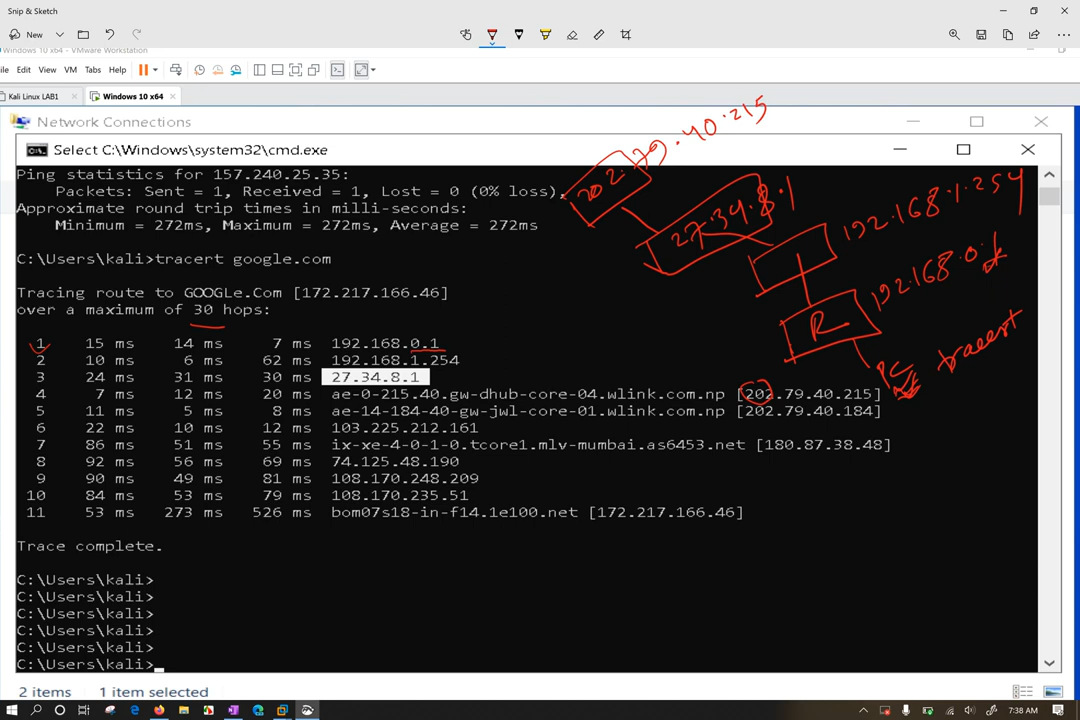 Snip & Sketch
New
Windows 10 x64 - VMware Workstation
File Edit View VM Tabs Help
Kali Linux LAB1
Windows 10 x64
Network Connections
Select C:\Windows\system32\cmd.exe
Ping statistics for 157.240.25.35:
Packets: Sent = 1, Received = 1, Lost = 0 (0% loss),
Approximate round trip times in milli-seconds:
Minimum = 272ms, Maximum = 272ms, Average = 272ms
C:\Users\kali>tracert google.com
Tracing route to GOOGLe.Com [172.217.166.46]
over a maximum of 30 hops:
1 15 ms 14 ms 7 ms 192.168.0.1
2 10 ms 6 ms 62 ms 192.168.1.254
3 24 ms 31 ms 30 ms 27.34.8.1
4 7 ms 12 ms 20 ms ae-0-215.40.gw-dhub-core-04.wlink.com.np [202.79.40.215]
5 11 ms 5 ms 8 ms ae-14-184-40-gw-jwl-core-01.wlink.com.np [202.79.40.184]
6 22 ms 10 ms 12 ms 103.225.212.161
7 86 ms 51 ms 55 ms ix-xe-4-0-1-0.tcore1.mlv-mumbai.as6453.net [180.87.38.48]
8 92 ms 56 ms 69 ms 74.125.48.190
9 90 ms 49 ms 81 ms 108.170.248.209
10 84 ms 53 ms 79 ms 108.170.235.51
11 53 ms 273 ms 526 ms bom07s18-in-f14.1e100.net [172.217.166.46]
Trace complete.
C:\Users\kali>
C:\Users\kali>
C:\Users\kali>
C:\Users\kali>
C:\Users\kali>
C:\Users\kali>
202.79.40.215
27.34.8.1
192.168.1.254
192.168.0.1
R
PC tracert
2 items 1 item selected
7:38 AM